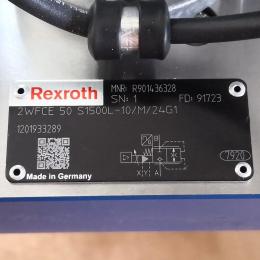 Rexroth
MNR: R901436328
SN: 1 FD: 91723
2WFCE 50 S1500L-10/M/24G1
1201933289
X Y A
7920
Made in Germany